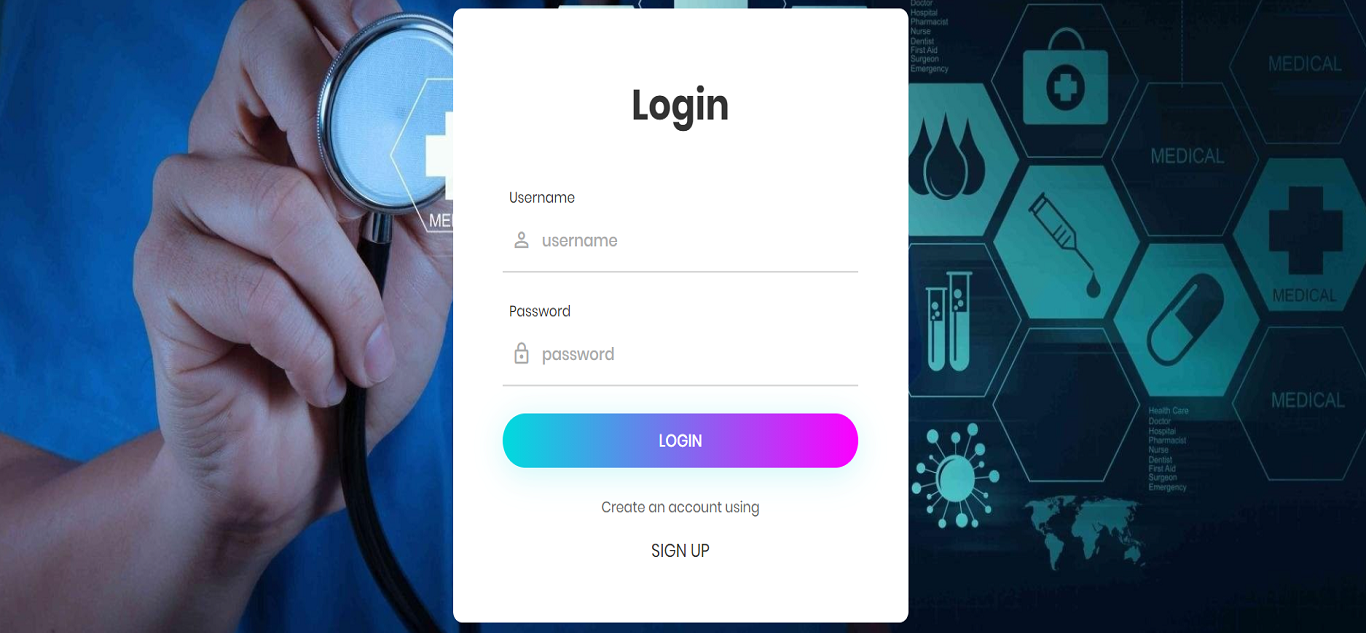 Login
Username
username
Password
password
LOGIN
Create an account using
SIGN UP
ME
Doctor
Hospital
Pharmacist
Nurse
Dentist
First Aid
Surgeon
Emergency
MEDICAL
MEDICAL
MEDICAL
MEDICAL
Health Care
Doctor
Hospital
Pharmacist
Nurse
Dentist
First Aid
Surgeon
Emergency